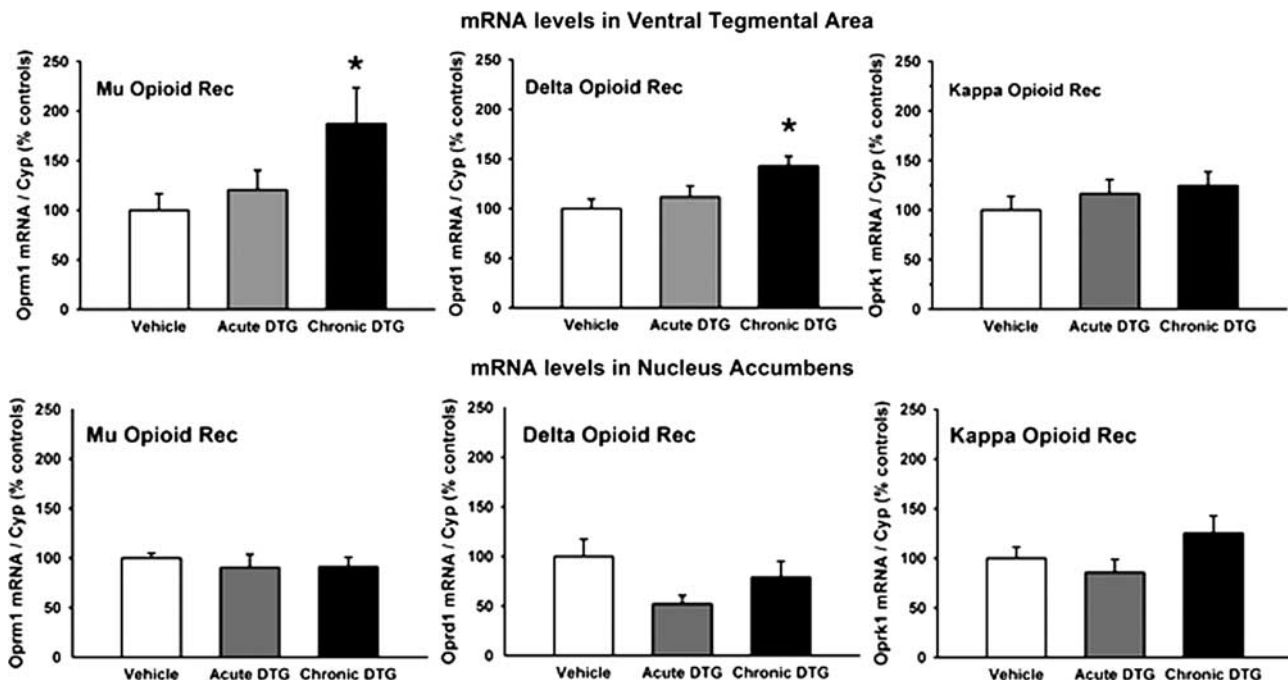 mRNA levels in Ventral Tegmental Area
Oprm1 mRNA / Cyp (% controls)
250
200
150
100
50
0
Mu Opioid Rec
*
Vehicle Acute DTG Chronic DTG
Oprd1 mRNA / Cyp (% controls)
250
200
150
100
50
0
Delta Opioid Rec
*
Vehicle Acute DTG Chronic DTG
Oprk1 mRNA / Cyp (% controls)
250
200
150
100
50
0
Kappa Opioid Rec
Vehicle Acute DTG Chronic DTG
mRNA levels in Nucleus Accumbens
Oprm1 mRNA / Cyp (% controls)
250
200
150
100
50
0
Mu Opioid Rec
Vehicle Acute DTG Chronic DTG
Oprd1 mRNA / Cyp (% controls)
250
200
150
100
50
0
Delta Opioid Rec
Vehicle Acute DTG Chronic DTG
Oprk1 mRNA / Cyp (% controls)
250
200
150
100
50
0
Kappa Opioid Rec
Vehicle Acute DTG Chronic DTG